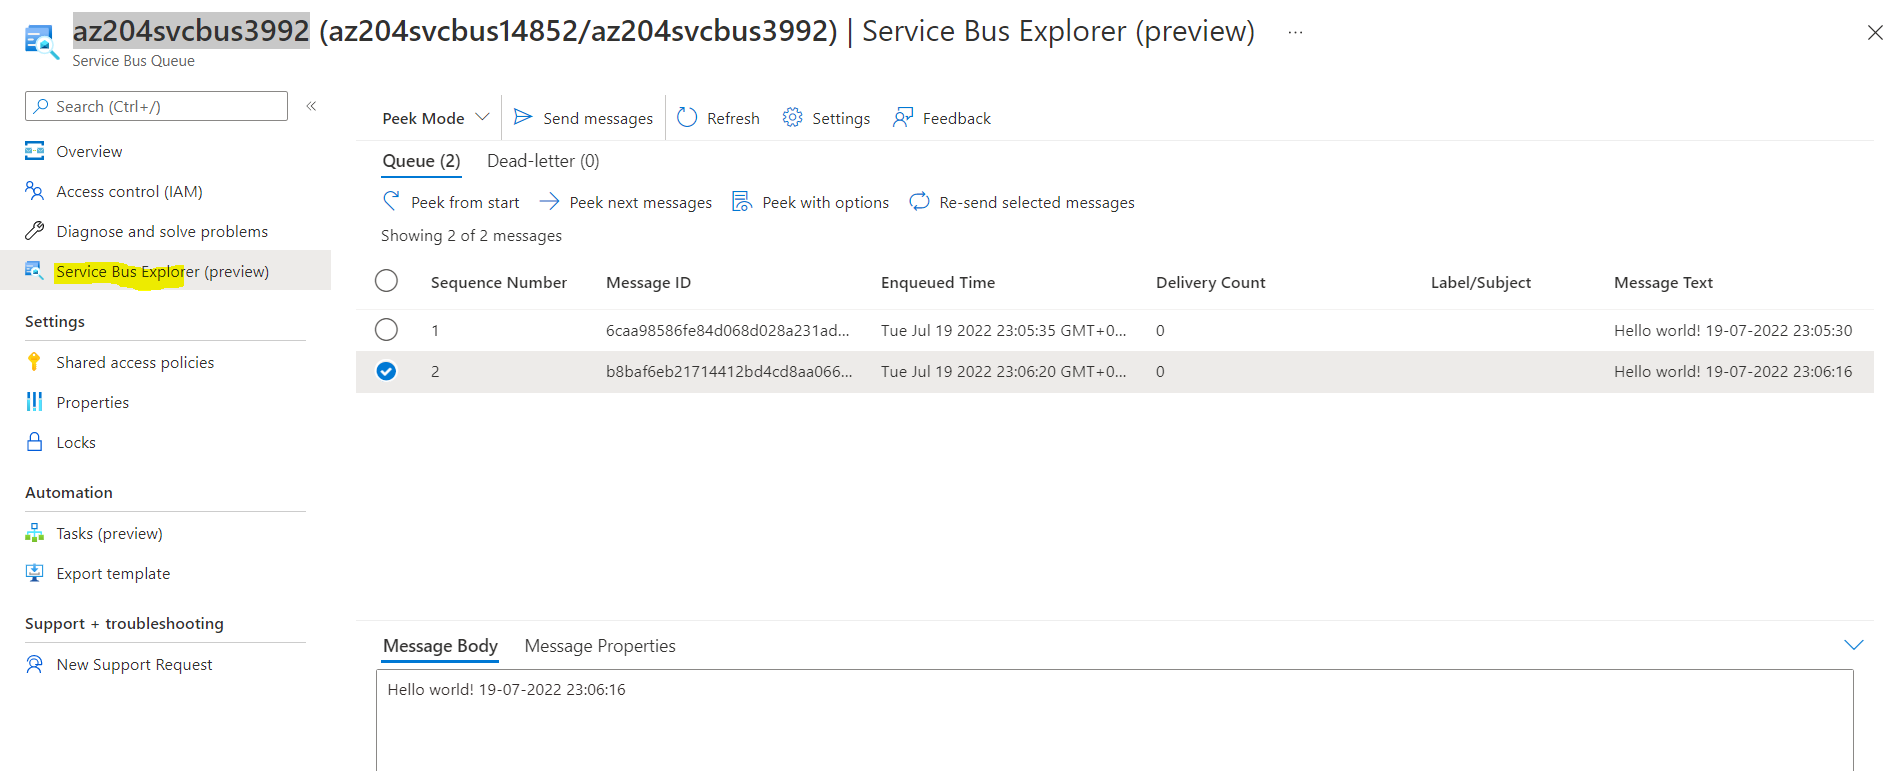 az204svcbus3992 (az204svcbus14852/az204svcbus3992) | Service Bus Explorer (preview) ...
Service Bus Queue
Search (Ctrl+/)
«
Overview
Access control (IAM)
Diagnose and solve problems
Service Bus Explorer (preview)
Settings
Shared access policies
Properties
Locks
Automation
Tasks (preview)
Export template
Support + troubleshooting
New Support Request
Peek Mode Send messages Refresh Settings Feedback
Queue (2) Dead-letter (0)
Peek from start Peek next messages Peek with options Re-send selected messages
Showing 2 of 2 messages
Sequence Number Message ID Enqueued Time Delivery Count Label/Subject Message Text
1 6caa98586fe84d068d028a231ad... Tue Jul 19 2022 23:05:35 GMT+0... 0 Hello world! 19-07-2022 23:05:30
2 b8baf6eb21714412bd4cd8aa066... Tue Jul 19 2022 23:06:20 GMT+0... 0 Hello world! 19-07-2022 23:06:16
Message Body Message Properties
Hello world! 19-07-2022 23:06:16